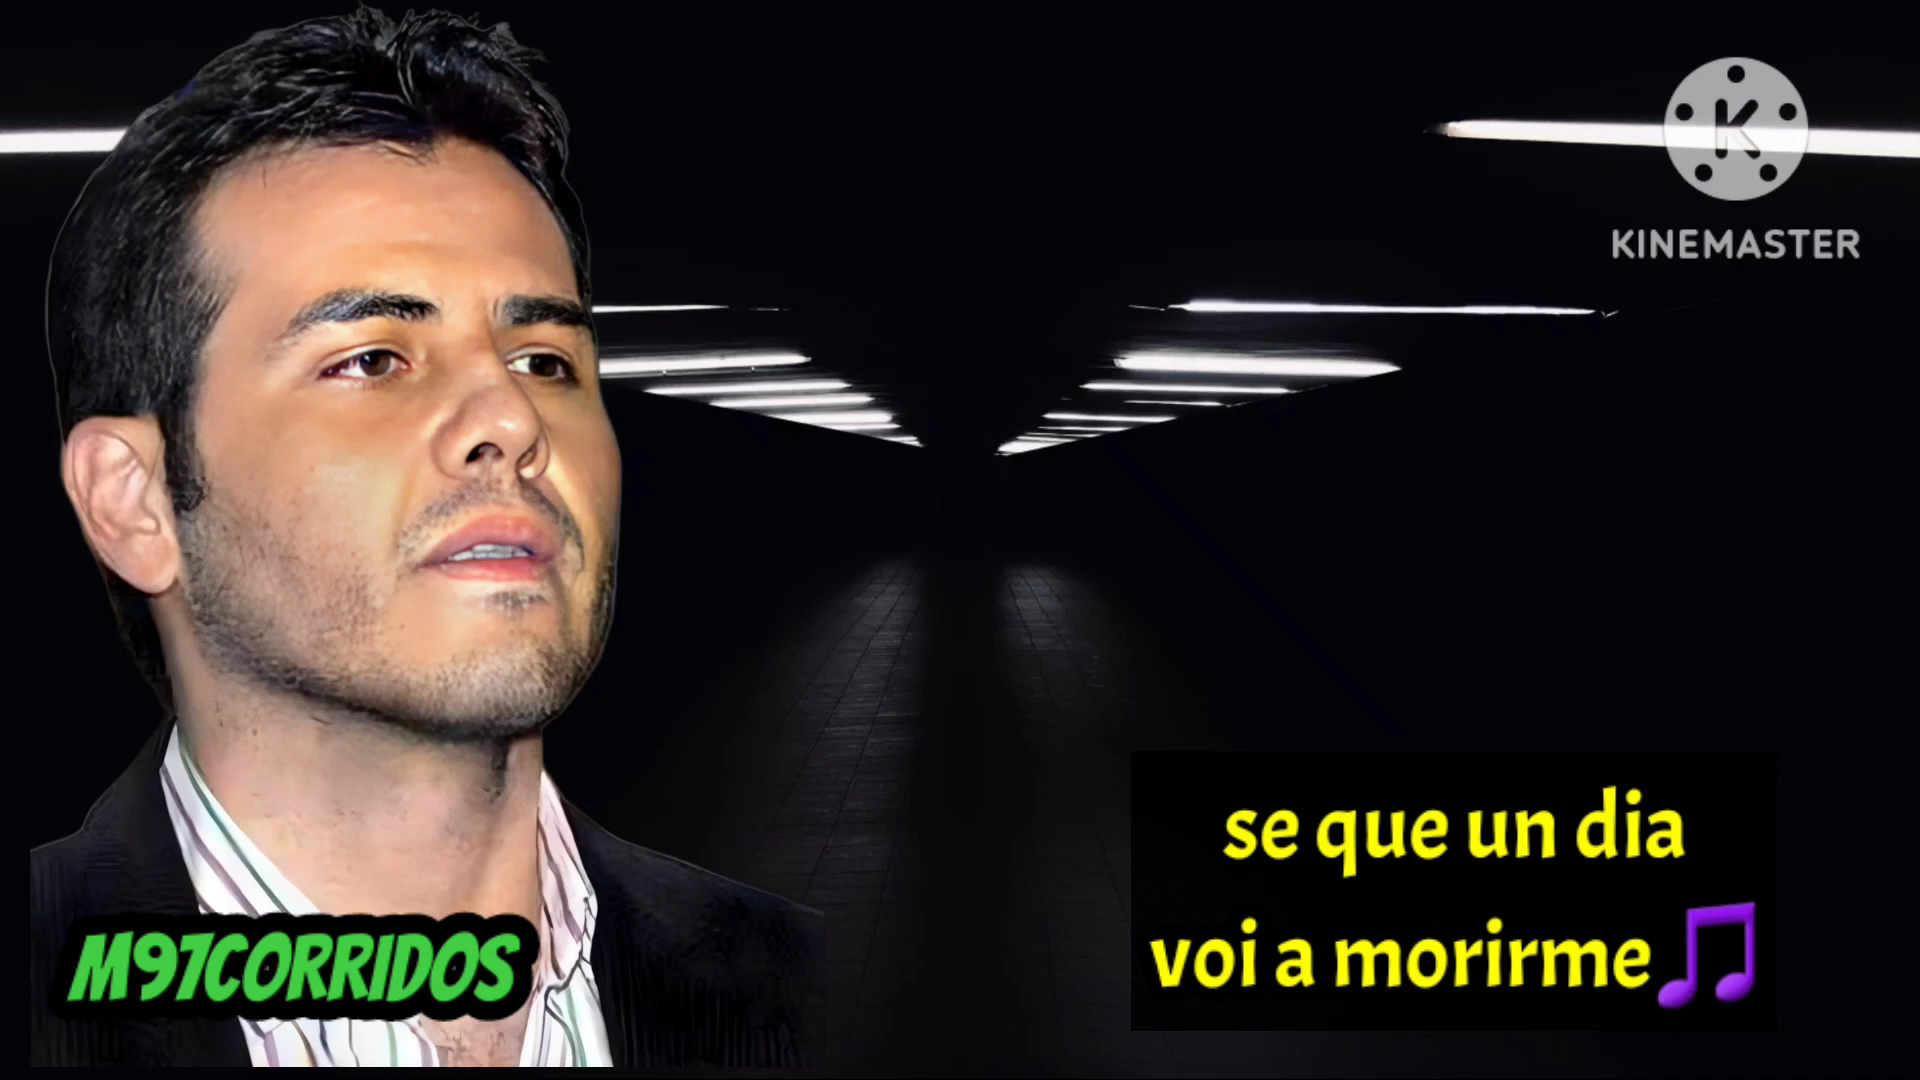 K
KINEMASTER
se que un dia
voi a morirme
M97CORRIDOS